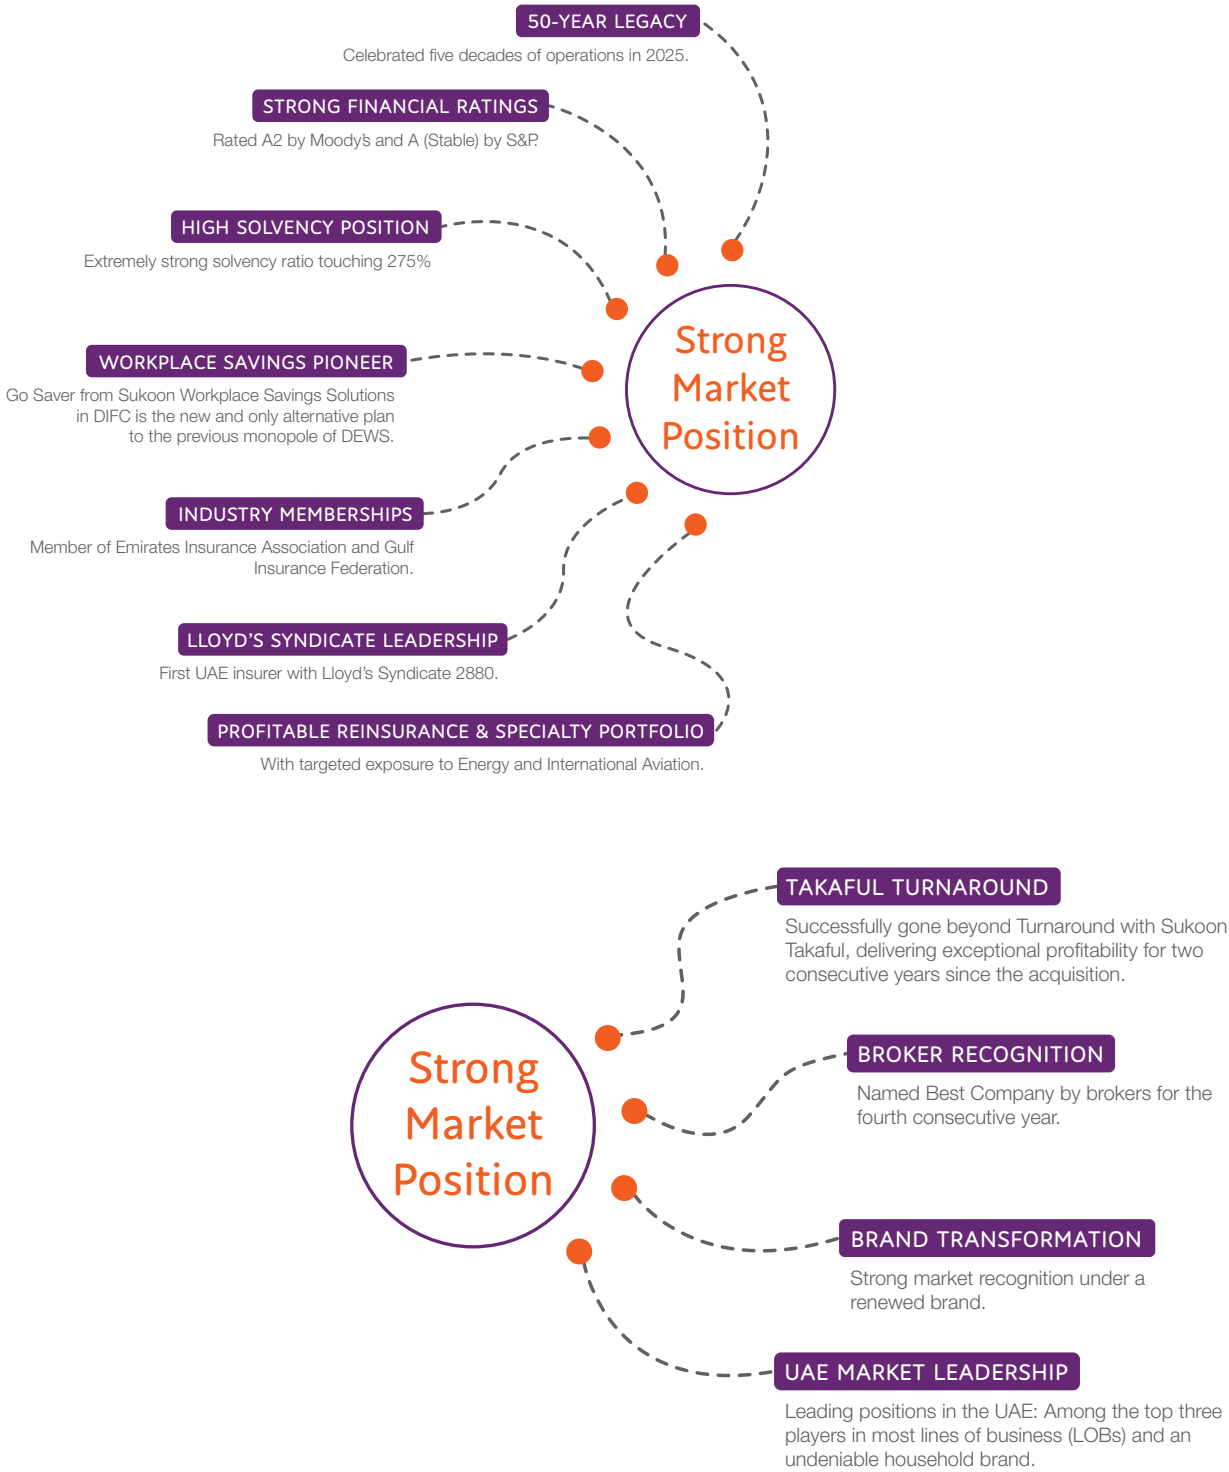 50-YEAR LEGACY
Celebrated five decades of operations in 2025.
STRONG FINANCIAL RATINGS
Rated A2 by Moody's and A (Stable) by S&P.
HIGH SOLVENCY POSITION
Extremely strong solvency ratio touching 275%
WORKPLACE SAVINGS PIONEER
Go Saver from Sukoon Workplace Savings Solutions
in DIFC is the new and only alternative plan
to the previous monopole of DEWS.
INDUSTRY MEMBERSHIPS
Member of Emirates Insurance Association and Gulf
Insurance Federation.
LLOYD'S SYNDICATE LEADERSHIP
First UAE insurer with Lloyd's Syndicate 2880.
PROFITABLE REINSURANCE & SPECIALTY PORTFOLIO
With targeted exposure to Energy and International Aviation.
Strong
Market
Position
TAKAFUL TURNAROUND
Successfully gone beyond Turnaround with Sukoon
Takaful, delivering exceptional profitability for two
consecutive years since the acquisition.
BROKER RECOGNITION
Named Best Company by brokers for the
fourth consecutive year.
BRAND TRANSFORMATION
Strong market recognition under a
renewed brand.
UAE MARKET LEADERSHIP
Leading positions in the UAE: Among the top three
players in most lines of business (LOBs) and an
undeniable household brand.
Strong
Market
Position